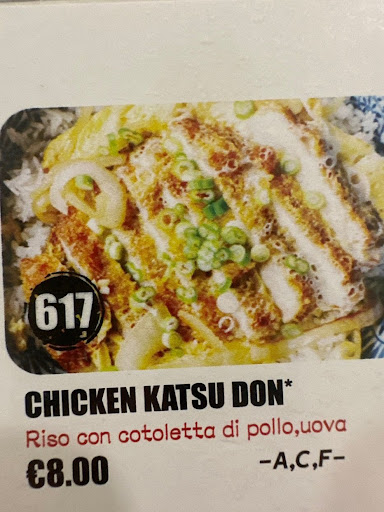 617
CHICKEN KATSU DON*
Riso con cotoletta di pollo,uova
€8.00
-A,C,F-